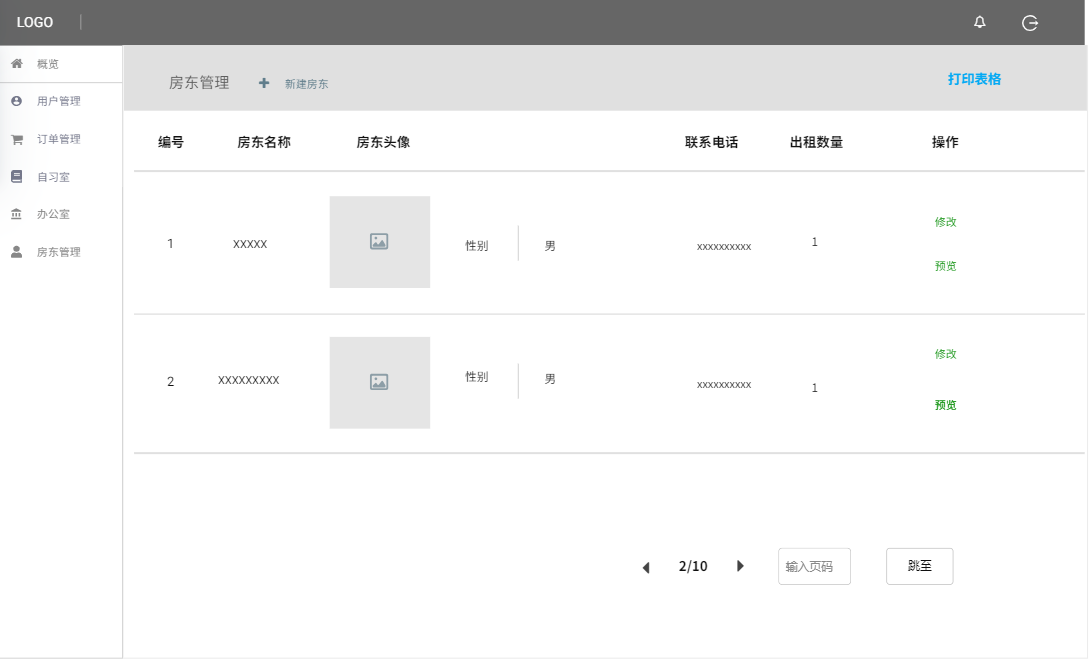 LOGO
概览
用户管理
订单管理
自习室
办公室
房东管理
房东管理 新建房东 打印表格
编号 房东名称 房东头像 联系电话 出租数量 操作
1 XXXXX 性别 男 xxxxxxxxxx 1 修改
预览
2 XXXXXXXXX 性别 男 xxxxxxxxxx 1 修改
预览
2/10 输入页码 跳至